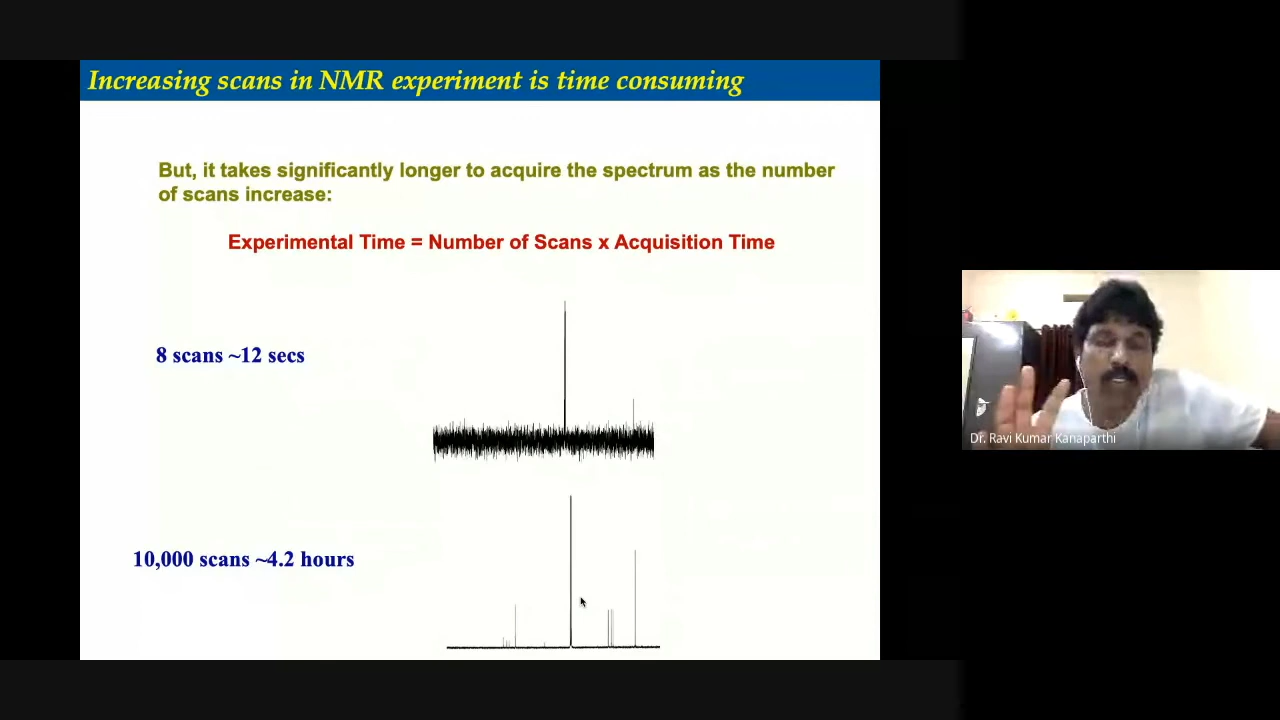 Increasing scans in NMR experiment is time consuming
But, it takes significantly longer to acquire the spectrum as the number
of scans increase:
Experimental Time = Number of Scans x Acquisition Time
8 scans ~12 secs
10,000 scans ~4.2 hours
Dr. Ravi Kumar Kanaparthi